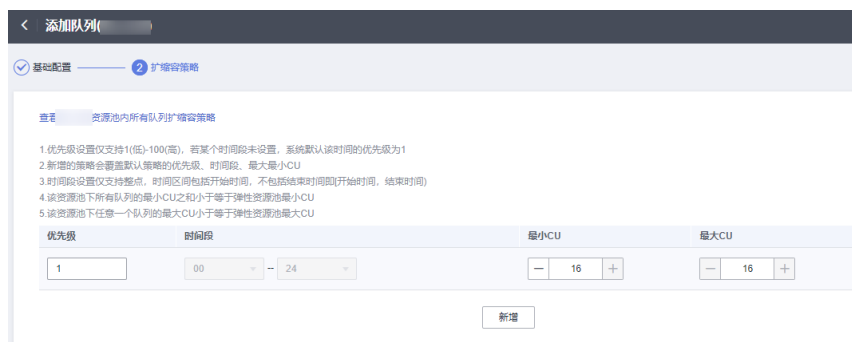 添加队列(
基础配置 2 扩缩容策略
查看 资源池内所有队列扩缩容策略
1.优先级设置仅支持1(低)-100(高)，若某个时间段未设置，系统默认该时间的优先级为1
2.新增的策略会覆盖默认策略的优先级、时间段、最大最小CU
3.时间段设置仅支持整点，时间区间包括开始时间，不包括结束时间即[开始时间，结束时间)
4.该资源池下所有队列的最小CU之和小于等于弹性资源池最小CU
5.该资源池下任意一个队列的最大CU小于等于弹性资源池最大CU
优先级 时间段 最小CU 最大CU
1 00 -- 24 — 16 + — 16 +
新增